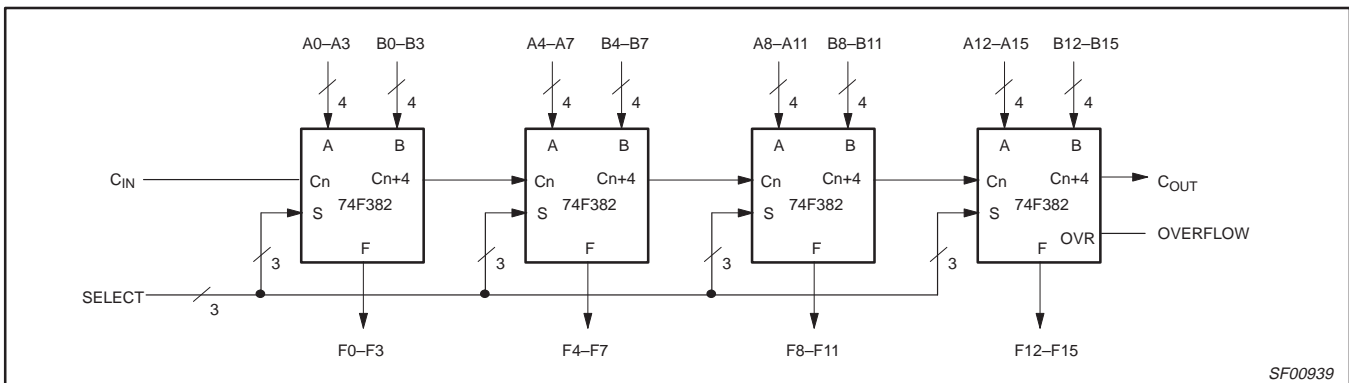 A0–A3 B0–B3 A4–A7 B4–B7 A8–A11 B8–B11 A12–A15 B12–B15
4 4 4 4 4 4 4 4
A B A B A B A B
CIN Cn Cn+4 Cn Cn+4 Cn Cn+4 Cn Cn+4 COUT
74F382 74F382 74F382 74F382
S S S S
F F F F OVR OVERFLOW
3 3 3 3
SELECT 3
F0–F3 F4–F7 F8–F11 F12–F15
SF00939